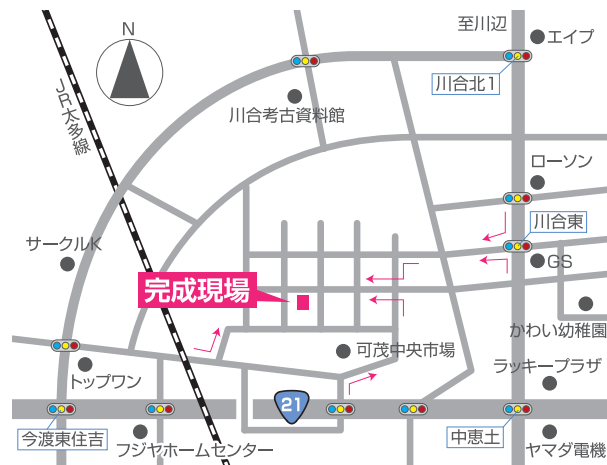 N
至川辺
エイプ
川合北1
JR太多線
川合考古資料館
ローソン
川合東
サークルK
GS
完成現場
かわい幼稚園
可茂中央市場
トップワン
ラッキープラザ
21
今渡東住吉
フジヤホームセンター
中恵土
ヤマダ電機